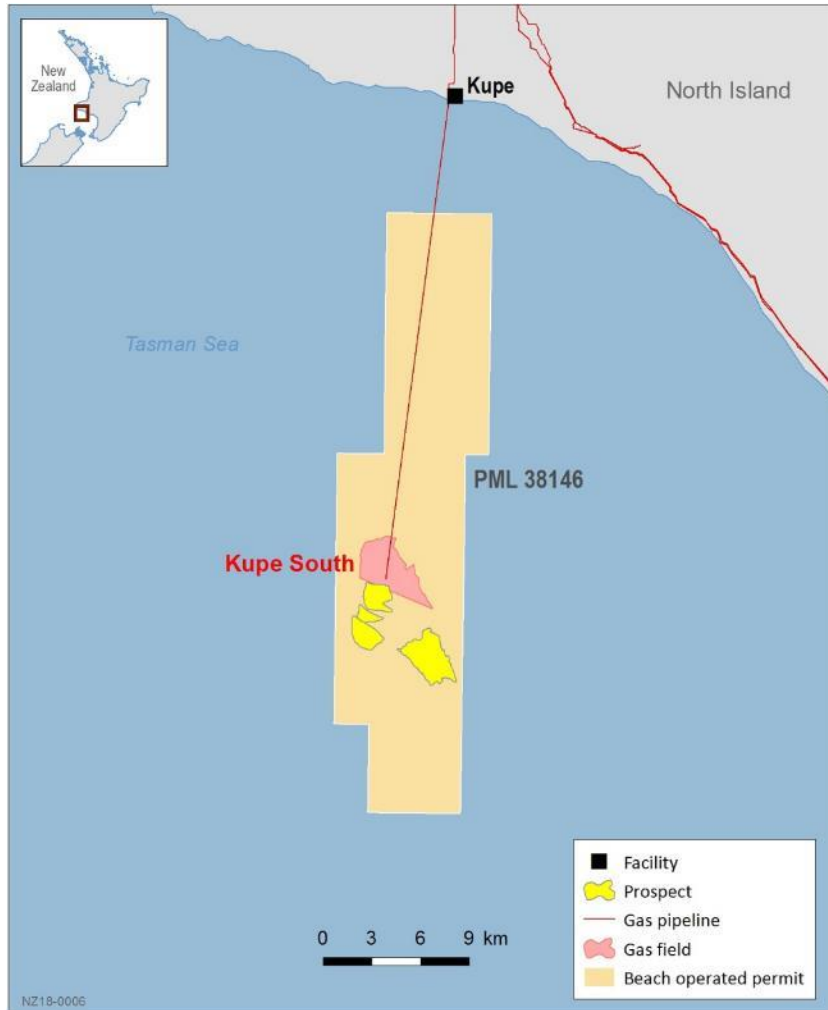 New
Zealand
Kupe
North Island
Tasman Sea
PML 38146
Kupe South
0 3 6 9 km
Facility
Prospect
Gas pipeline
Gas field
Beach operated permit
NZ18-0006